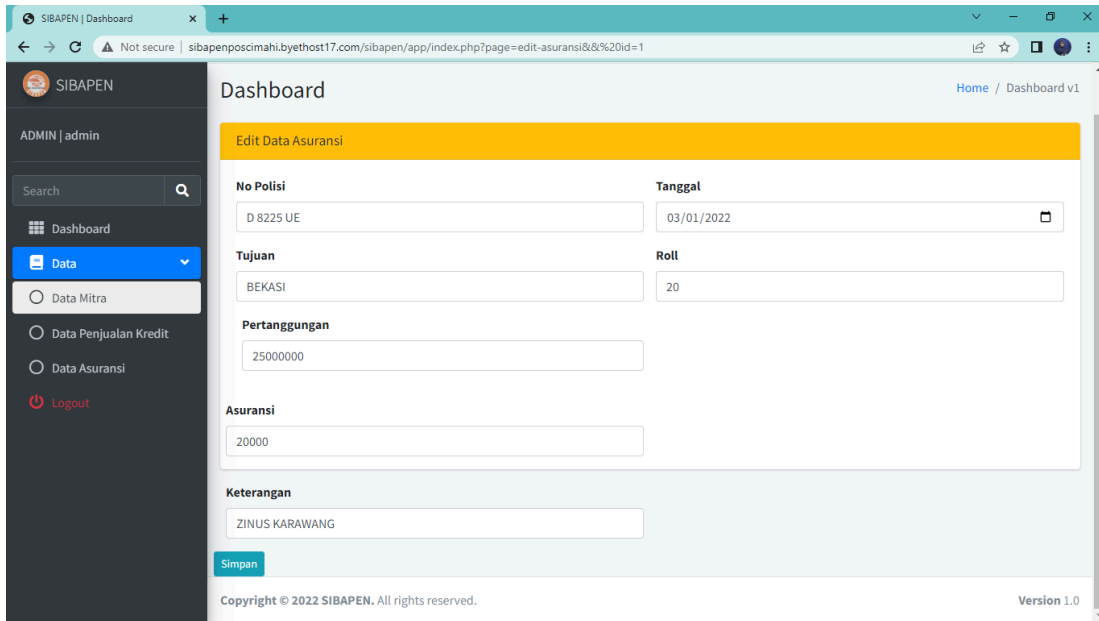 SIBAPEN | Dashboard
Not secure | sibapenposcimahi.byethost17.com/sibapen/app/index.php?page=edit-asuransi&&%20id=1
SIBAPEN
ADMIN | admin
Search
Dashboard
Data
Data Mitra
Data Penjualan Kredit
Data Asuransi
Logout
Dashboard
Home / Dashboard v1
Edit Data Asuransi
No Polisi
Tanggal
D 8225 UE
03/01/2022
Tujuan
Roll
BEKASI
20
Pertanggungan
25000000
Asuransi
20000
Keterangan
ZINUS KARAWANG
Simpan
Copyright © 2022 SIBAPEN. All rights reserved.
Version 1.0